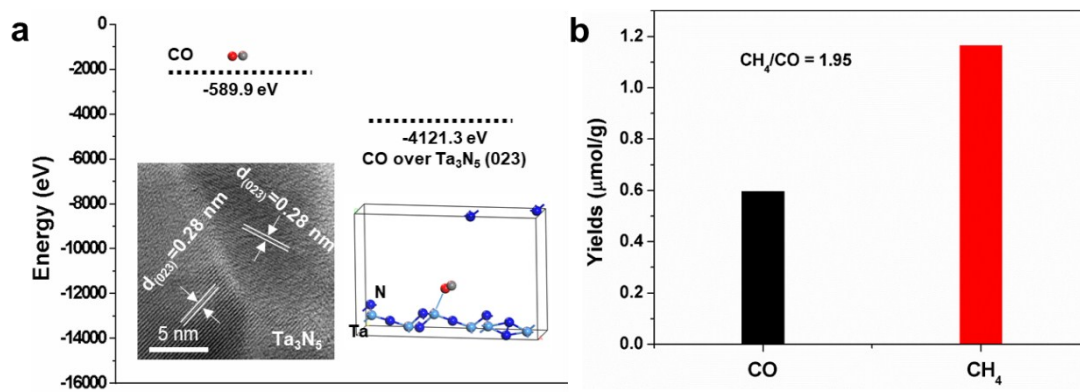 a
Energy (eV)
0
-2000
-4000
-6000
-8000
-10000
-12000
-14000
-16000
CO
-589.9 eV
-4121.3 eV
CO over Ta₃N₅ (023)
d(023)=0.28 nm
d(023)=0.28 nm
5 nm
Ta₃N₅
N
Ta
b
Yields (μmol/g)
1.2
1.0
0.8
0.6
0.4
0.2
0.0
CH₄/CO = 1.95
CO
CH₄